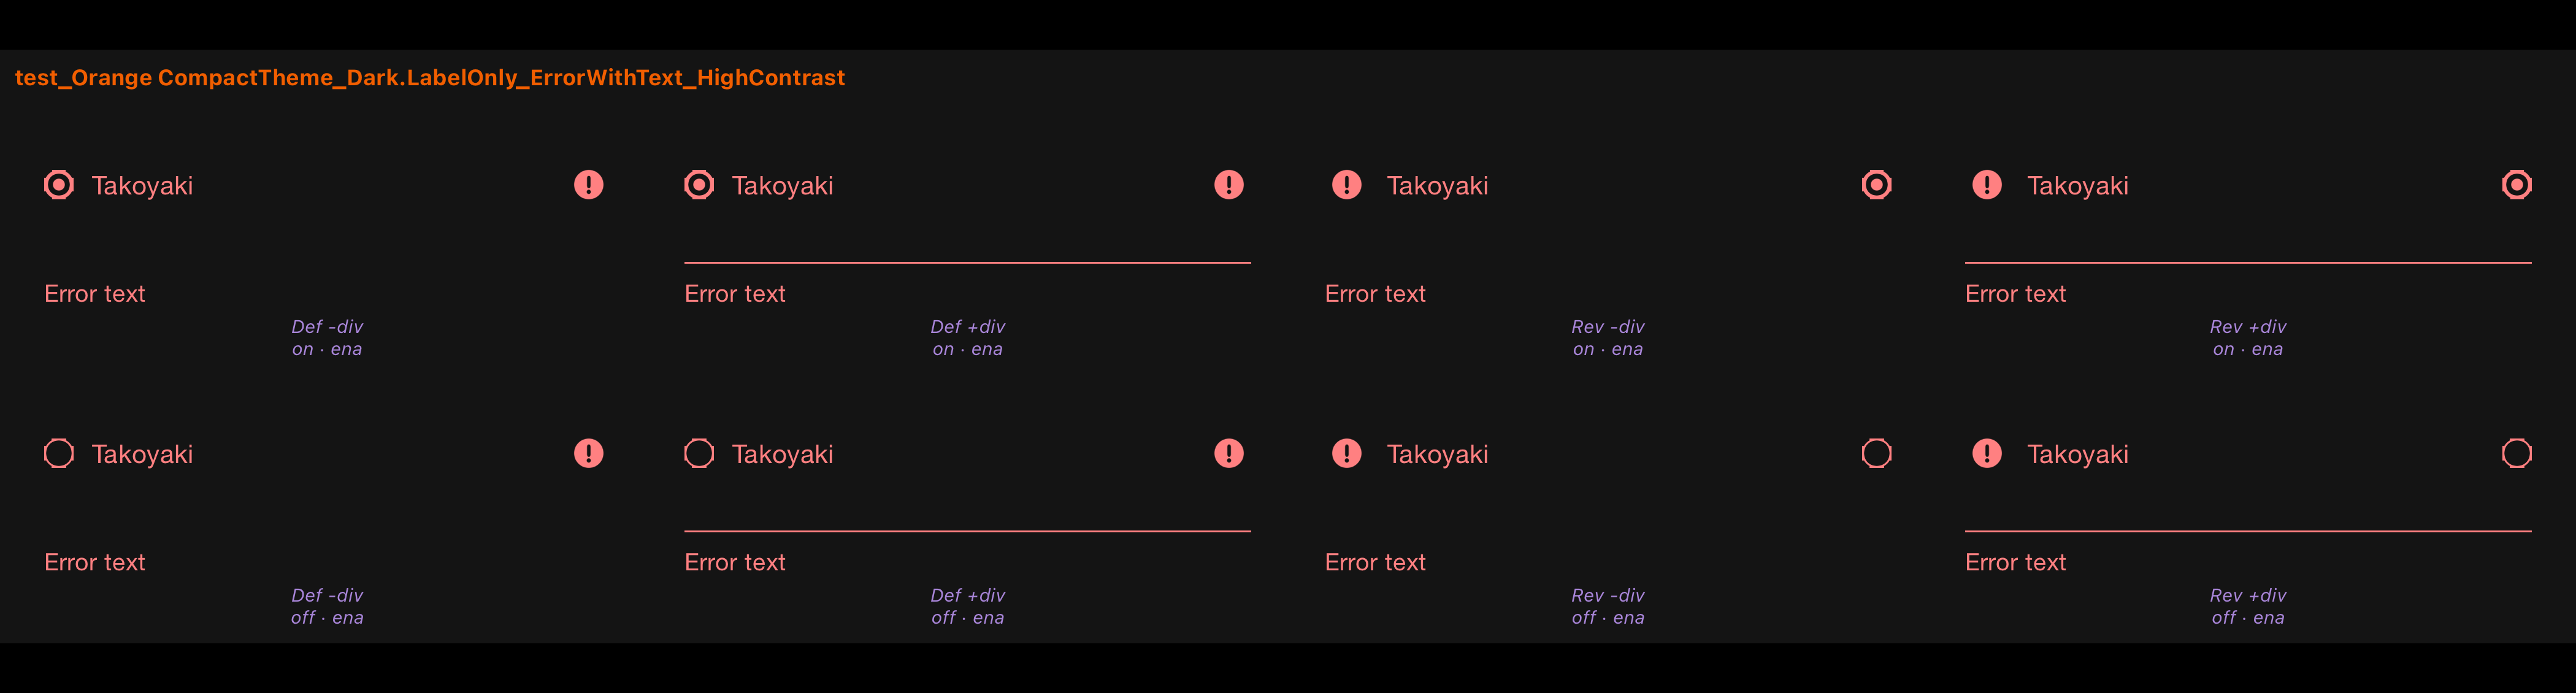 test_Orange CompactTheme_Dark.LabelOnly_ErrorWithText_HighContrast
Takoyaki
Takoyaki
Takoyaki
Takoyaki
Error text
Error text
Error text
Error text
Def -div
on · ena
Def +div
on · ena
Rev -div
on · ena
Rev +div
on · ena
Takoyaki
Takoyaki
Takoyaki
Takoyaki
Error text
Error text
Error text
Error text
Def -div
off · ena
Def +div
off · ena
Rev -div
off · ena
Rev +div
off · ena